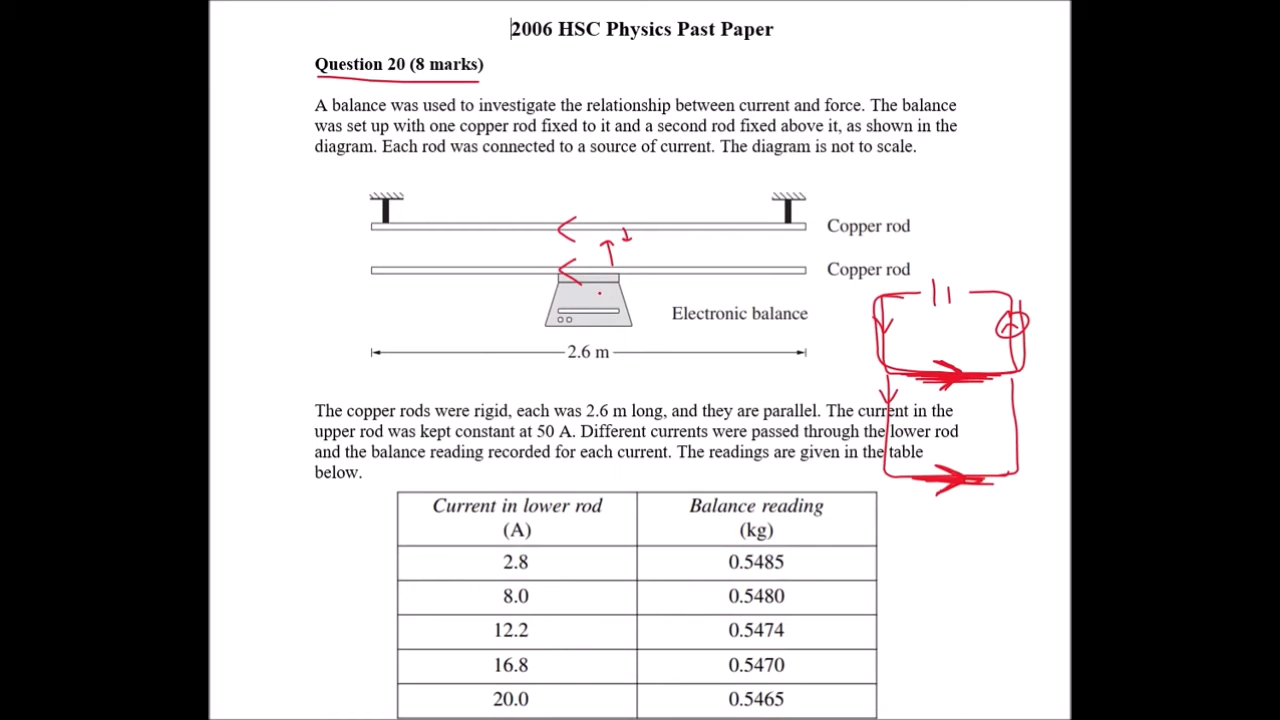 2006 HSC Physics Past Paper
Question 20 (8 marks)
A balance was used to investigate the relationship between current and force. The balance
was set up with one copper rod fixed to it and a second rod fixed above it, as shown in the
diagram. Each rod was connected to a source of current. The diagram is not to scale.
Copper rod
Copper rod
Electronic balance
2.6 m
The copper rods were rigid, each was 2.6 m long, and they are parallel. The current in the
upper rod was kept constant at 50 A. Different currents were passed through the lower rod
and the balance reading recorded for each current. The readings are given in the table
below.
Current in lower rod Balance reading
(A) (kg)
2.8 0.5485
8.0 0.5480
12.2 0.5474
16.8 0.5470
20.0 0.5465